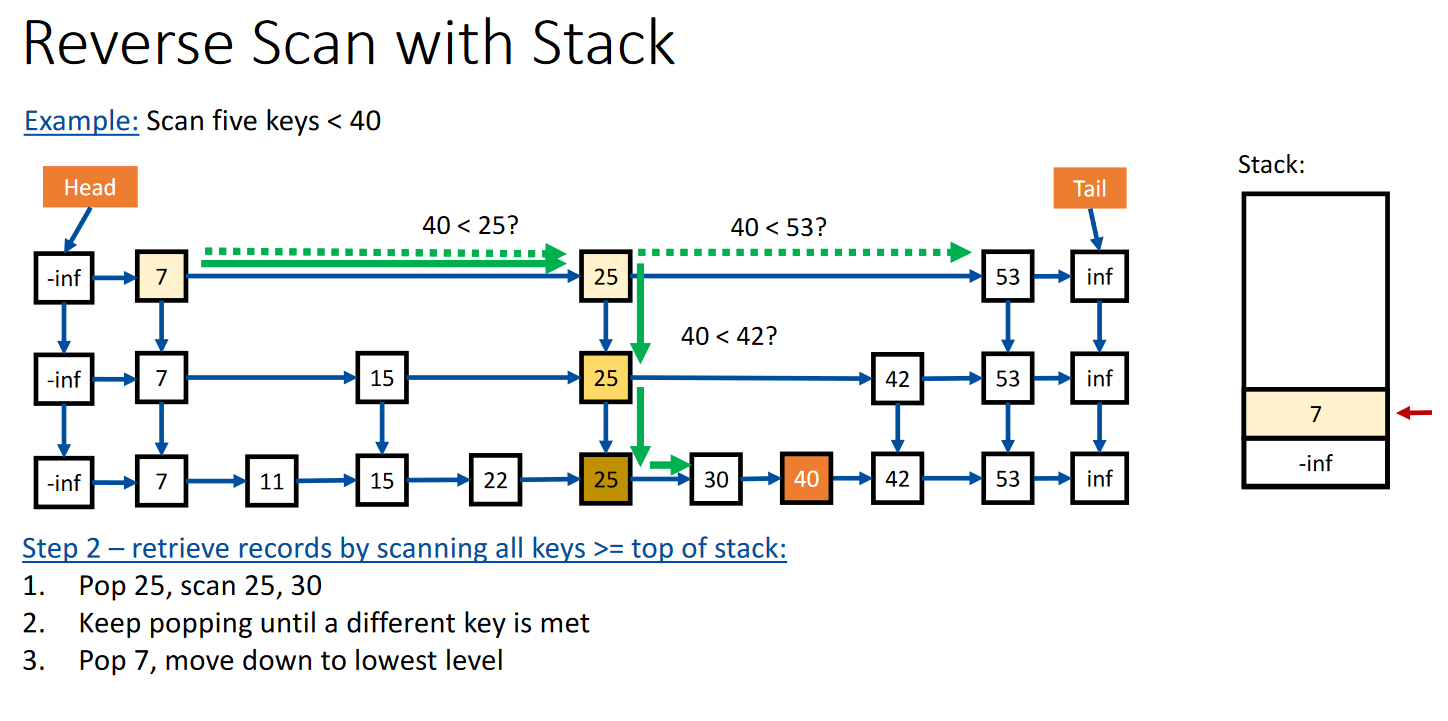 Reverse Scan with Stack
Example: Scan five keys < 40
Stack:
Head
Tail
40 < 25?
40 < 53?
-inf
7
25
53
inf
40 < 42?
-inf
7
15
25
42
53
inf
7
-inf
-inf
7
11
15
22
25
30
40
42
53
inf
Step 2 – retrieve records by scanning all keys >= top of stack:
1. Pop 25, scan 25, 30
2. Keep popping until a different key is met
3. Pop 7, move down to lowest level